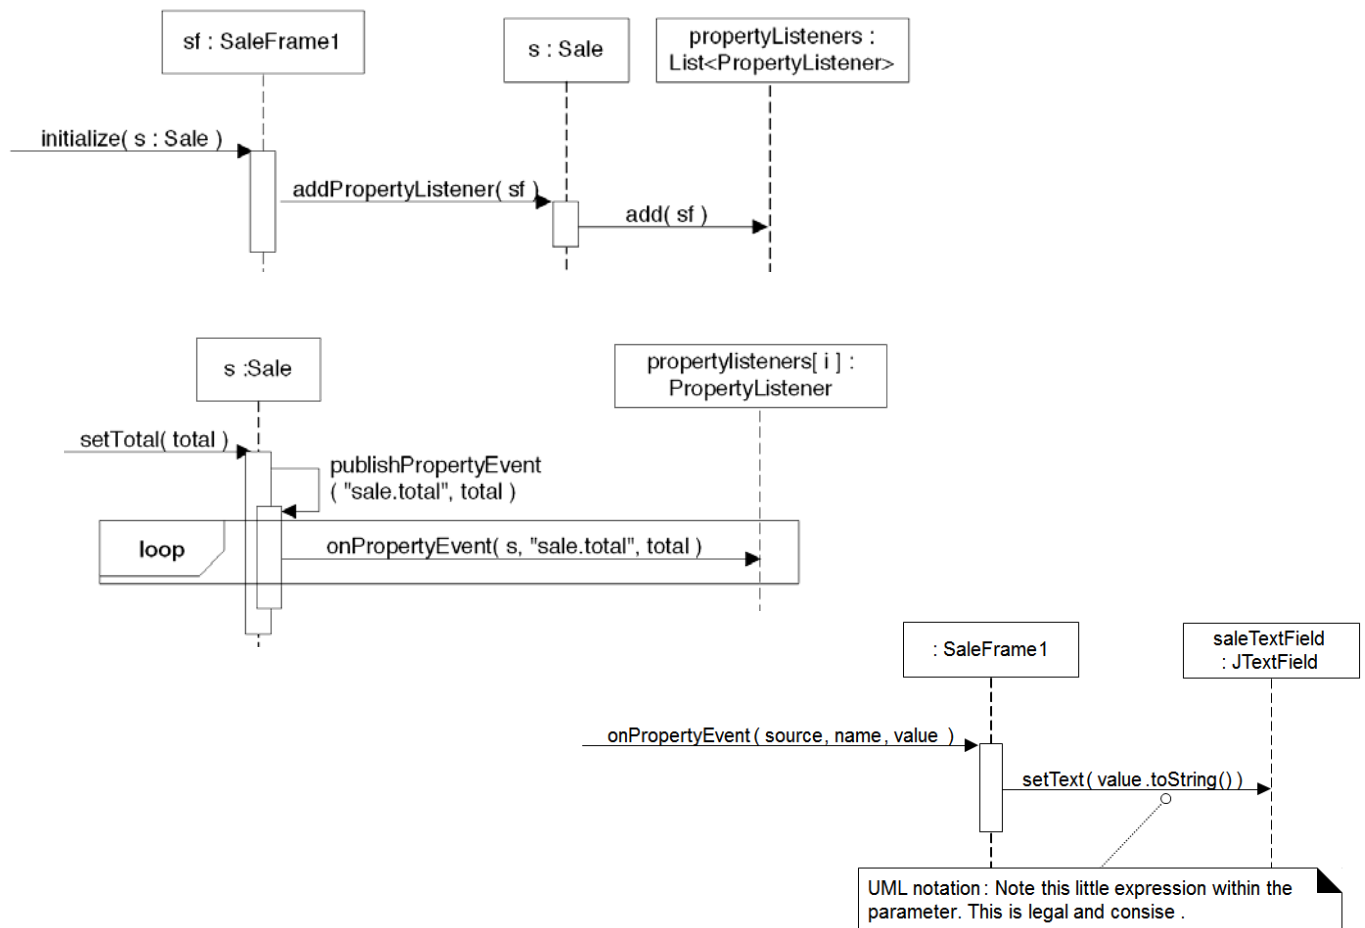 sf : SaleFrame1
s : Sale
propertyListeners :
List<PropertyListener>
initialize( s : Sale )
addPropertyListener( sf )
add( sf )
s :Sale
propertylisteners[ i ] :
PropertyListener
setTotal( total )
publishPropertyEvent
( "sale.total", total )
loop
onPropertyEvent( s, "sale.total", total )
: SaleFrame1
saleTextField
: JTextField
onPropertyEvent( source, name, value )
setText( value.toString() )
UML notation : Note this little expression within the
parameter. This is legal and consise .